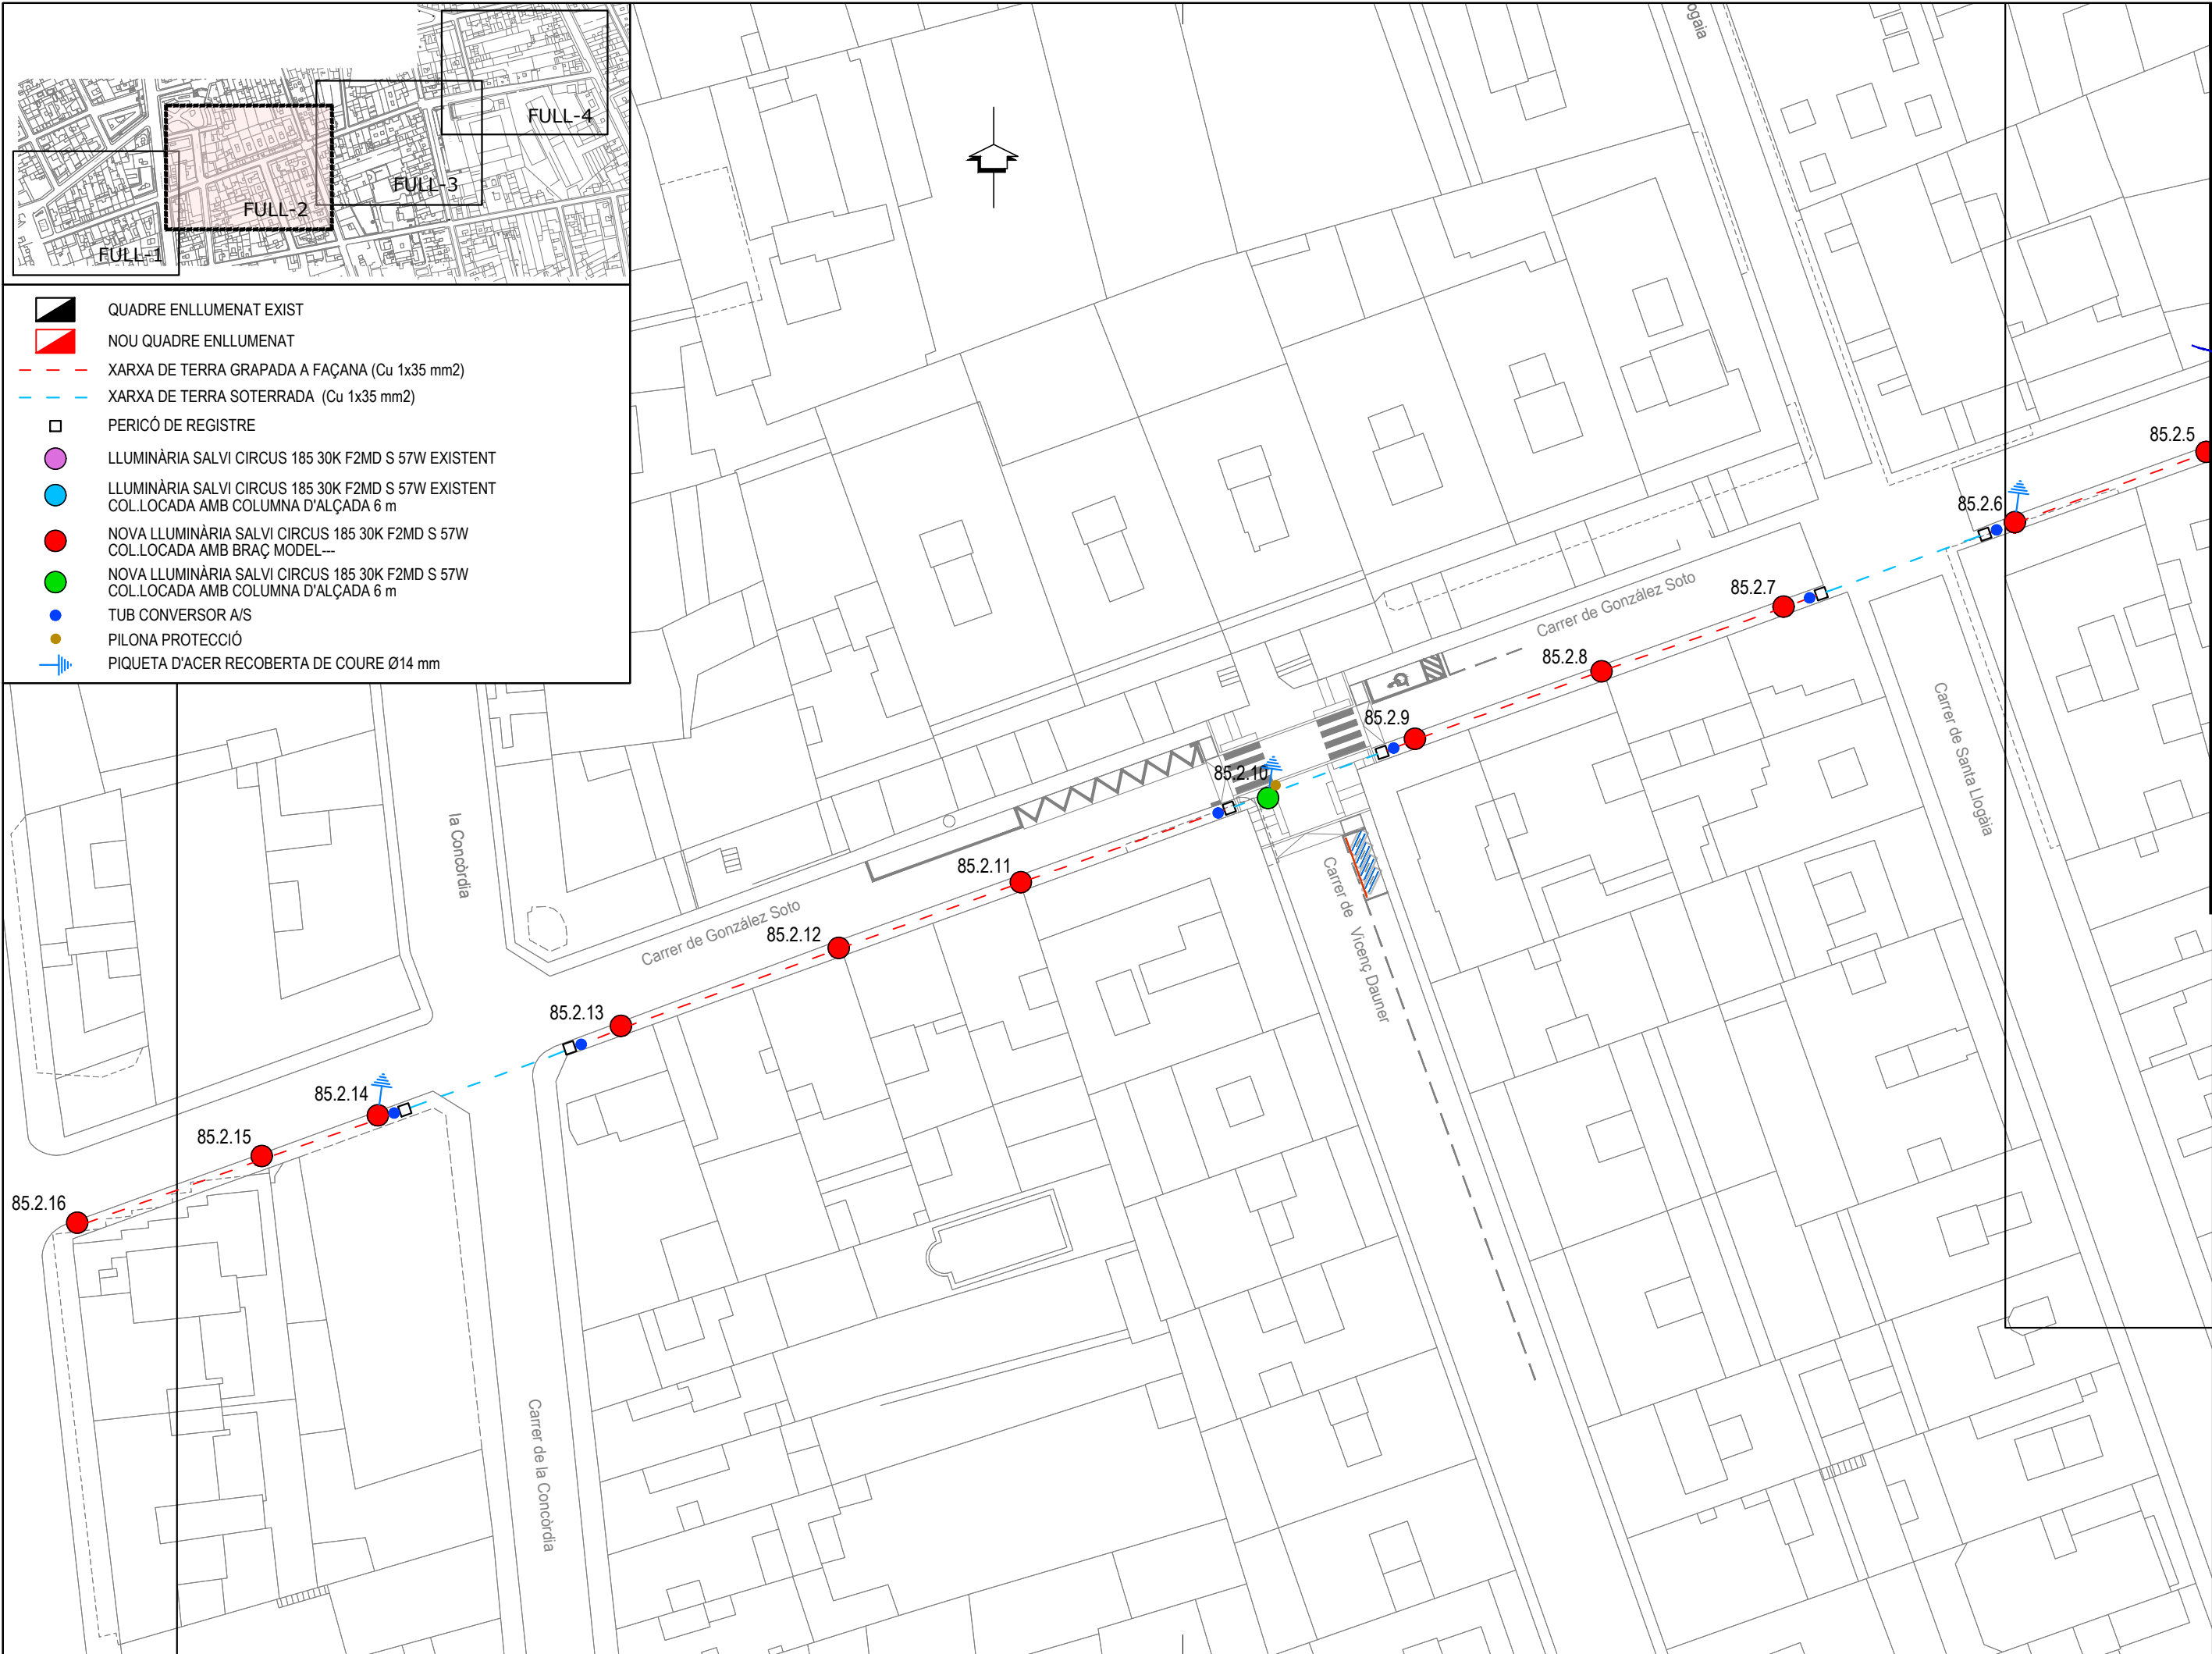 FULL-4
FULL-3
FULL-2
FULL-1
QUADRE ENLLUMENAT EXIST
NOU QUADRE ENLLUMENAT
XARXA DE TERRA GRAPADA A FAÇANA (Cu 1x35 mm2)
XARXA DE TERRA SOTERRADA (Cu 1x35 mm2)
PERICÓ DE REGISTRE
LLUMINÀRIA SALVI CIRCUS 185 30K F2MD S 57W EXISTENT
LLUMINÀRIA SALVI CIRCUS 185 30K F2MD S 57W EXISTENT
COL.LOCADA AMB COLUMNA D'ALÇADA 6 m
NOVA LLUMINÀRIA SALVI CIRCUS 185 30K F2MD S 57W
COL.LOCADA AMB BRAÇ MODEL---
NOVA LLUMINÀRIA SALVI CIRCUS 185 30K F2MD S 57W
COL.LOCADA AMB COLUMNA D'ALÇADA 6 m
TUB CONVERSOR A/S
PILONA PROTECCIÓ
PIQUETA D'ACER RECOBERTA DE COURE Ø14 mm
ogaia
85.2.5
85.2.6
85.2.7
Carrer de González Soto
85.2.8
85.2.9
Carrer de Santa Llogàia
85.2.10
85.2.11
Carrer de Vicenç Dauner
la Concòrdia
85.2.12
Carrer de González Soto
85.2.13
85.2.14
85.2.15
85.2.16
Carrer de la Concòrdia